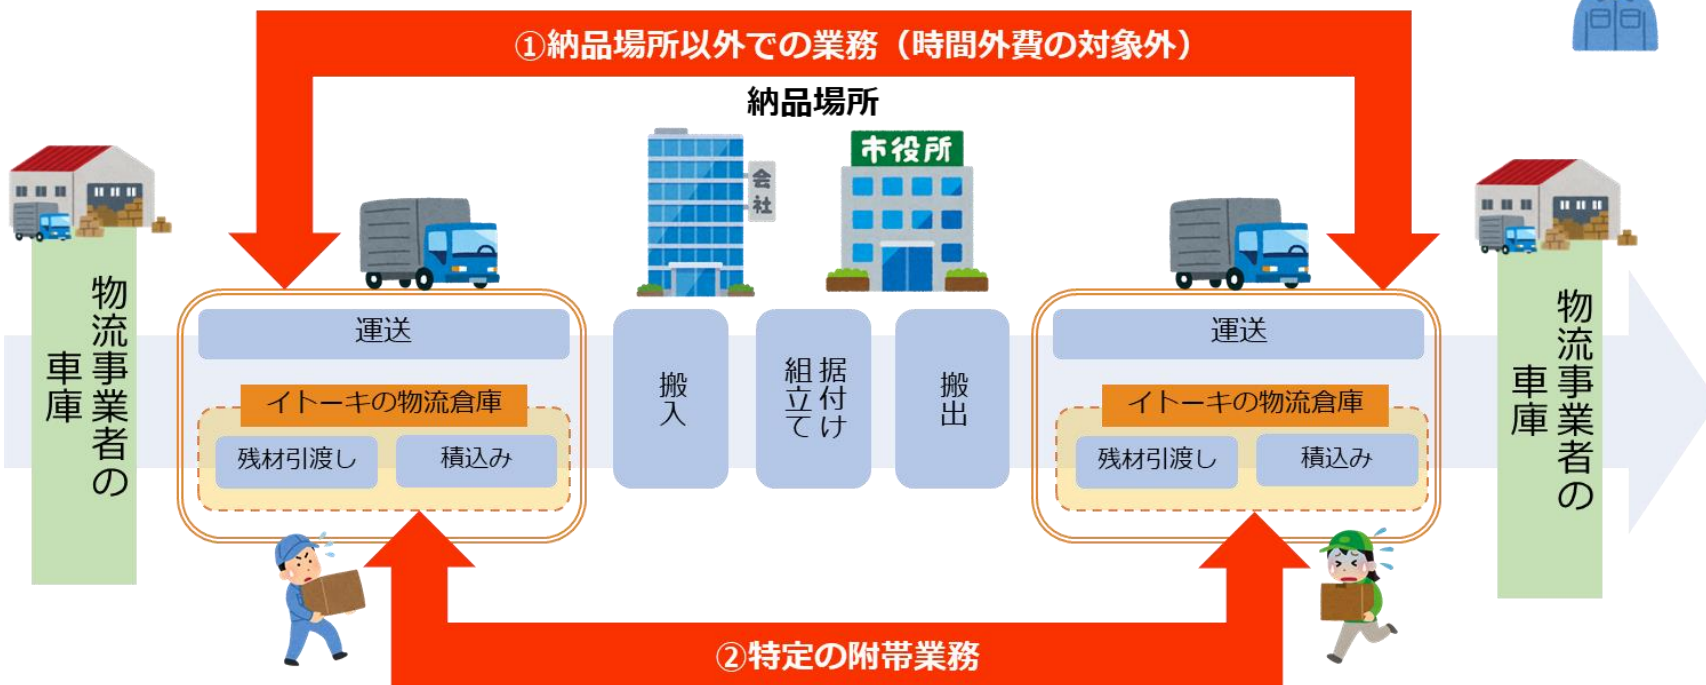 ①納品場所以外での業務（時間外費の対象外）
納品場所
会社
市役所
物流事業者の
車庫
運送
イトーキの物流倉庫
残材引渡し
積込み
搬入
据付け
組立て
搬出
運送
イトーキの物流倉庫
残材引渡し
積込み
物流事業者の
車庫
②特定の附帯業務